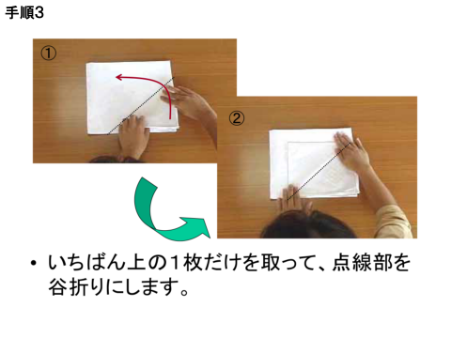 手順3
①
②
• いちばん上の1枚だけを取って、点線部を
谷折りにします。